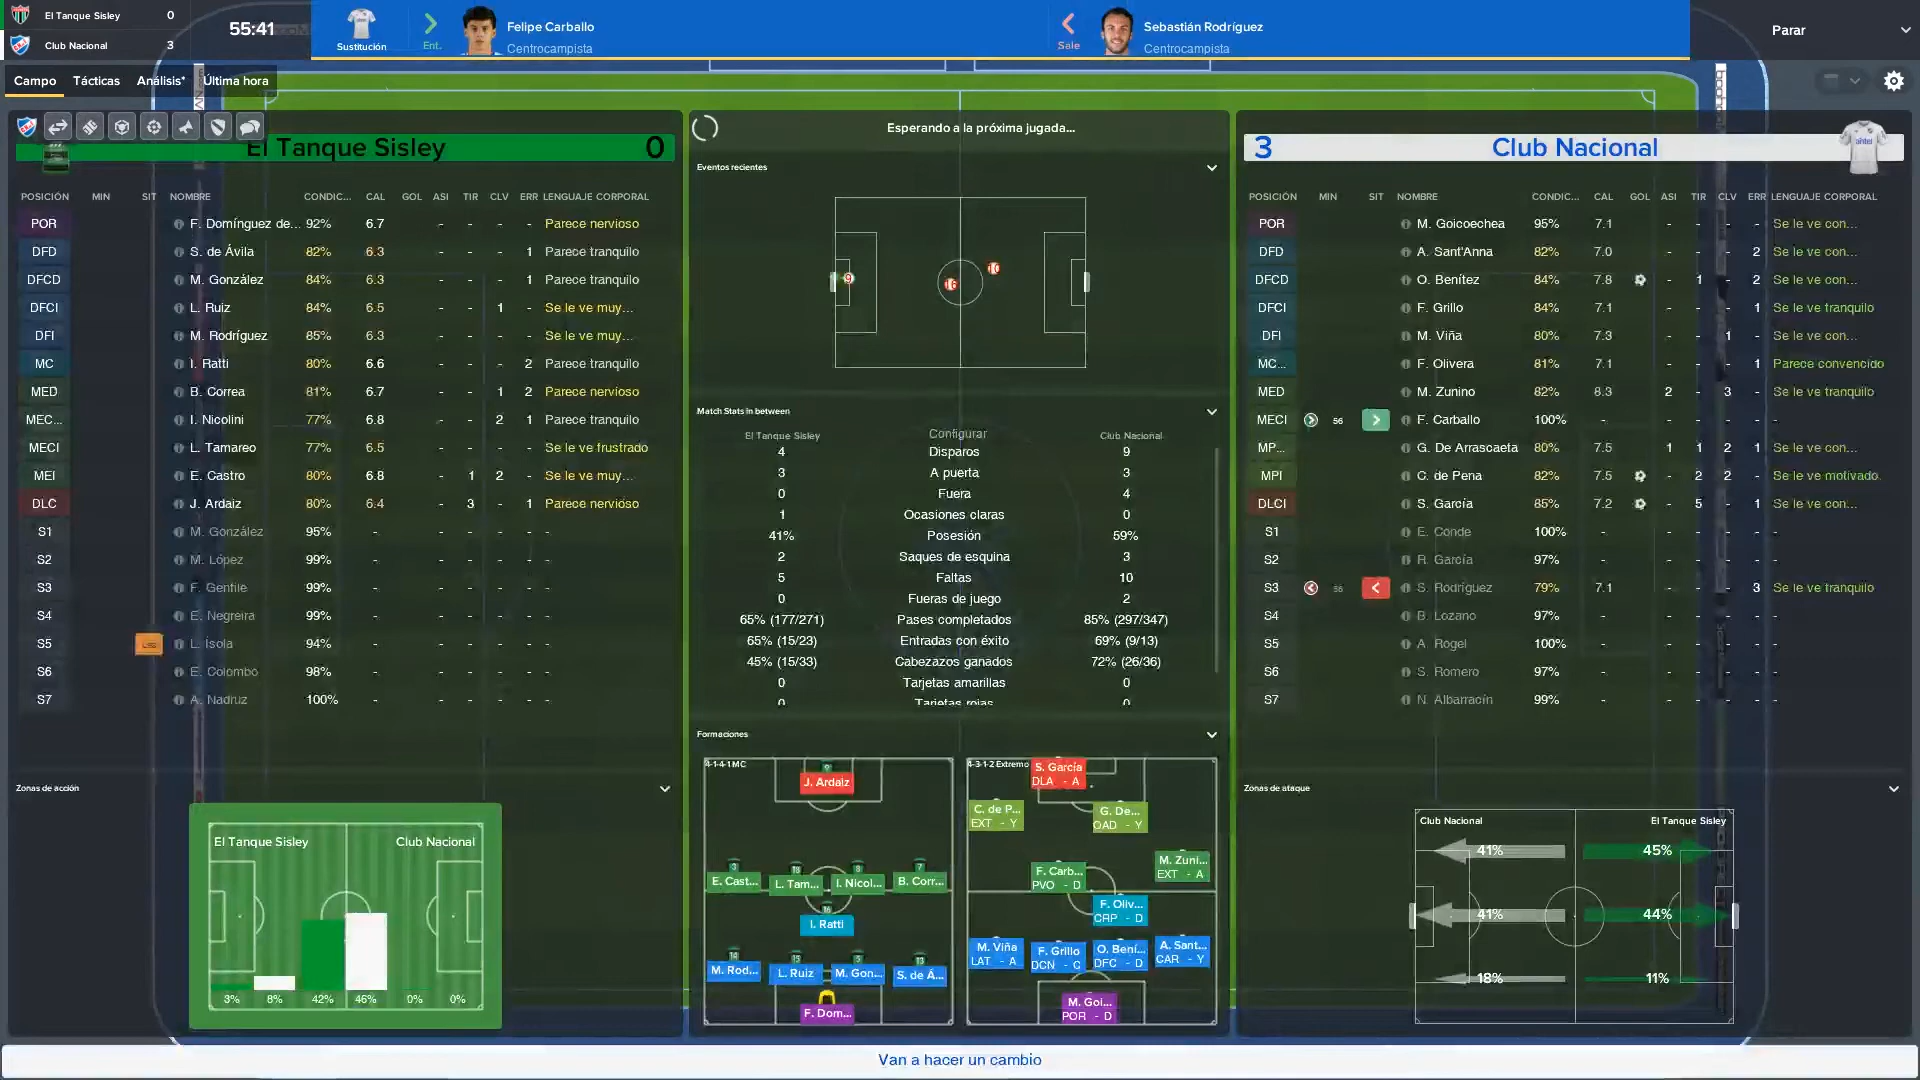 El Tanque Sisley 0
Club Nacional 3
55:41
Sustitución
Ent.
Felipe Carballo
Centrocampista
Sale
Sebastián Rodríguez
Centrocampista
Parar
Campo Tácticas Análisis* Última hora
El Tanque Sisley 0
POSICIÓN MIN SIT NOMBRE CONDIC... CAL GOL ASI TIR CLV ERR LENGUAJE CORPORAL
POR F. Domínguez de... 92% 6.7 - - - - Parece nervioso
DFD S. de Ávila 82% 6.3 - - - 1 Parece tranquilo
DFCD M. González 84% 6.3 - - - 1 Parece tranquilo
DFCI L. Ruiz 84% 6.5 - - 1 - Se le ve muy...
DFI M. Rodríguez 85% 6.3 - - - - Se le ve muy...
MC I. Ratti 80% 6.6 - - - 2 Parece tranquilo
MED B. Correa 81% 6.7 - - 1 2 Parece nervioso
MEC... I. Nicolini 77% 6.8 - - 2 1 Parece tranquilo
MECI L. Tamareo 77% 6.5 - - - - Se le ve frustrado
MEI E. Castro 80% 6.8 - 1 2 - Se le ve muy...
DLC J. Ardaiz 80% 6.4 - 3 - 1 Parece nervioso
S1 M. González 95% - - - - - --
S2 M. López 99% - - - - - --
S3 F. Gentile 99% - - - - - --
S4 E. Negreira 99% - - - - - --
S5 L. Ísola 94% - - - - - --
S6 E. Colombo 98% - - - - - --
S7 A. Nadruz 100% - - - - - --
Zonas de acción
El Tanque Sisley Club Nacional
3% 8% 42% 46% 0% 0%
Esperando a la próxima jugada...
Eventos recientes
9 16 10
Match Stats in between
El Tanque Sisley Configurar Club Nacional
4 Disparos 9
3 A puerta 3
0 Fuera 4
1 Ocasiones claras 0
41% Posesión 59%
2 Saques de esquina 3
5 Faltas 10
0 Fueras de juego 2
65% (177/271) Pases completados 85% (297/347)
65% (15/23) Entradas con éxito 69% (9/13)
45% (15/33) Cabezazos ganados 72% (26/36)
0 Tarjetas amarillas 0
0 Tarjetas rojas 0
Formaciones
4-1-4-1 MC
J. Ardaiz
E. Cast... L. Tam... I. Nicol... B. Corr...
I. Ratti
M. Rod... L. Ruiz M. Gon... S. de Á...
F. Dom...
4-3-1-2 Extremo
S. García
DLA - A
C. de P... G. De...
EXT - Y OAD - Y
F. Carb... M. Zuni...
PVO - D EXT - A
F. Oliv...
CRP - D
M. Viña F. Grillo O. Bení... A. Sant...
LAT - A DCN - C DFC - D CAR - Y
M. Goi...
POR - D
3 Club Nacional
POSICIÓN MIN SIT NOMBRE CONDIC... CAL GOL ASI TIR CLV ERR LENGUAJE CORPORAL
POR M. Goicoechea 95% 7.1 - - - - Se le ve con...
DFD A. Sant'Anna 82% 7.0 - - - 2 Se le ve con...
DFCD O. Benítez 84% 7.8 - 1 - 2 Se le ve con...
DFCI F. Grillo 84% 7.1 - - - 1 Se le ve tranquilo
DFI M. Viña 80% 7.3 - - 1 - Se le ve con...
MC... F. Olivera 81% 7.1 - - - 1 Parece convencido
MED M. Zunino 82% 8.3 2 - 3 - Se le ve tranquilo
MECI 56 F. Carballo 100% - - - - - --
MP... G. De Arrascaeta 80% 7.5 1 1 2 1 Se le ve con...
MPI C. de Pena 82% 7.5 - 2 2 - Se le ve motivado.
DLCI S. García 85% 7.2 - 5 - 1 Se le ve con...
S1 E. Conde 100% - - - - - --
S2 R. García 97% - - - - - --
S3 56 S. Rodríguez 79% 7.1 - - - 3 Se le ve tranquilo
S4 B. Lozano 97% - - - - - --
S5 A. Rogel 100% - - - - - --
S6 S. Romero 97% - - - - - --
S7 N. Albarracín 99% - - - - - --
Zonas de ataque
Club Nacional El Tanque Sisley
41% 45%
41% 44%
18% 11%
Van a hacer un cambio